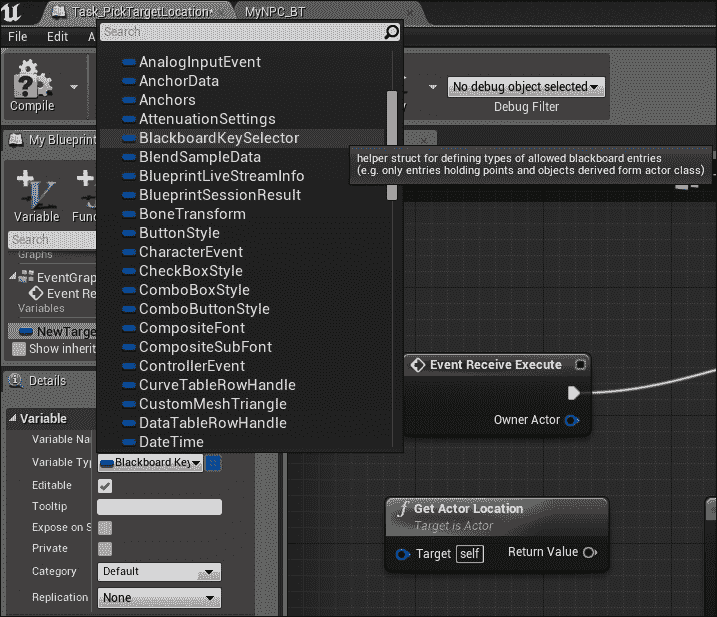 Task_PickTargetLocation*
MyNPC_BT
File Edit A
Search
Compile
No debug object selected
Debug Filter
AnalogInputEvent
AnchorData
Anchors
AttenuationSettings
BlackboardKeySelector
BlendSampleData
BlueprintLiveStreamInfo
BlueprintSessionResult
BoneTransform
ButtonStyle
CharacterEvent
CheckBoxStyle
ComboBoxStyle
ComboButtonStyle
CompositeFont
CompositeSubFont
ControllerEvent
CurveTableRowHandle
CustomMeshTriangle
DataTableRowHandle
DateTime
helper struct for defining types of allowed blackboard entries
(e.g. only entries holding points and objects derived form actor class)
My Blueprint
Variable Func
Search
Graphs
EventGrap
Event Re
Variables
NewTarge
Show inherit
Details
Variable
Variable Na
Variable Typ Blackboard Key
Editable
Tooltip
Expose on S
Private
Category Default
Replication None
Event Receive Execute
Owner Actor
f Get Actor Location
Target is Actor
Target self Return Value